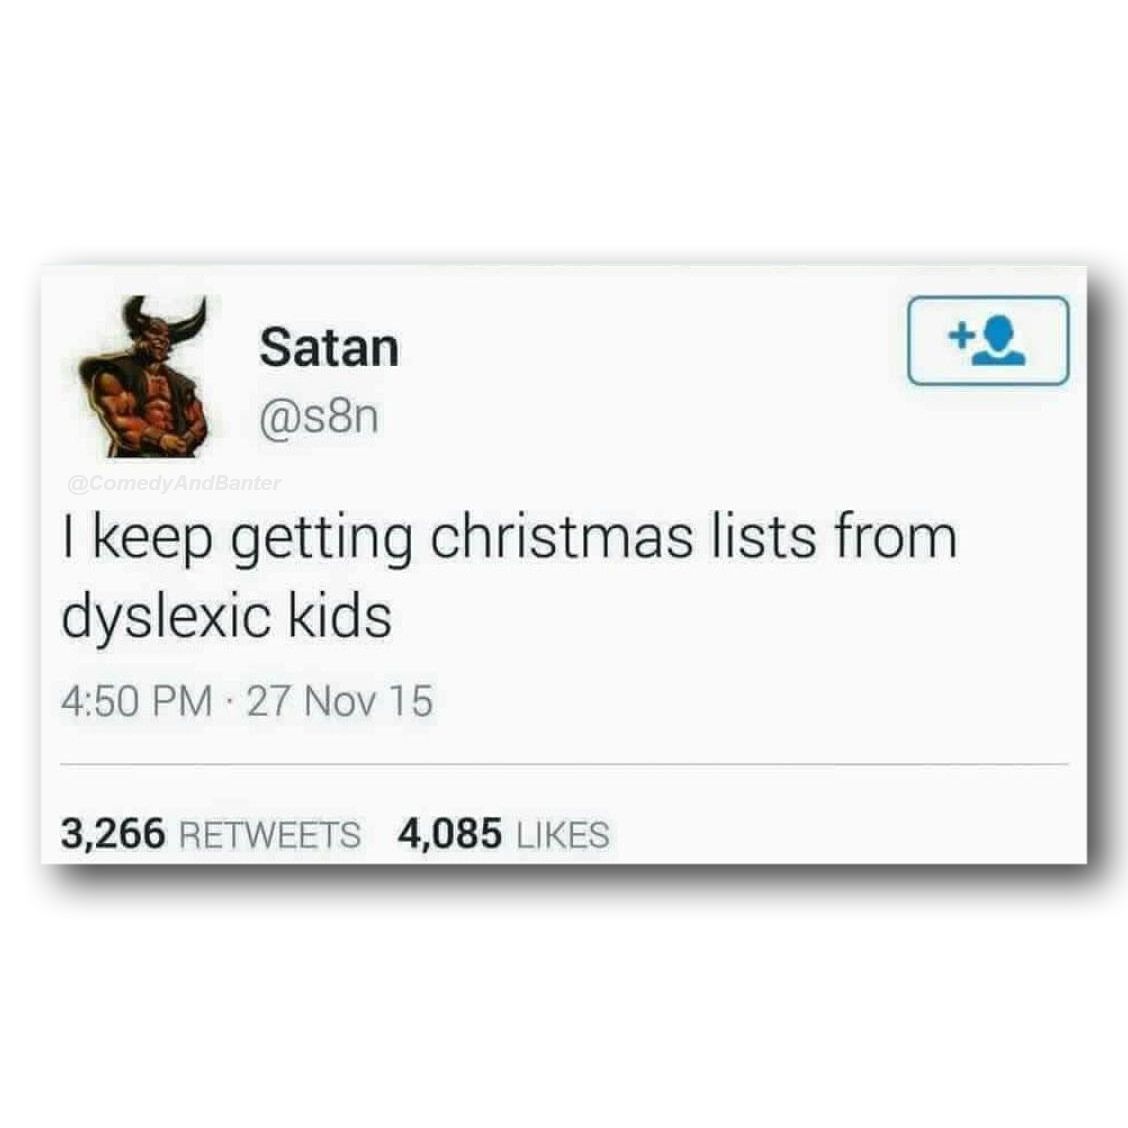 Satan
@s8n
@ComedyAndBanter
I keep getting christmas lists from
dyslexic kids
4:50 PM · 27 Nov 15
3,266 RETWEETS 4,085 LIKES